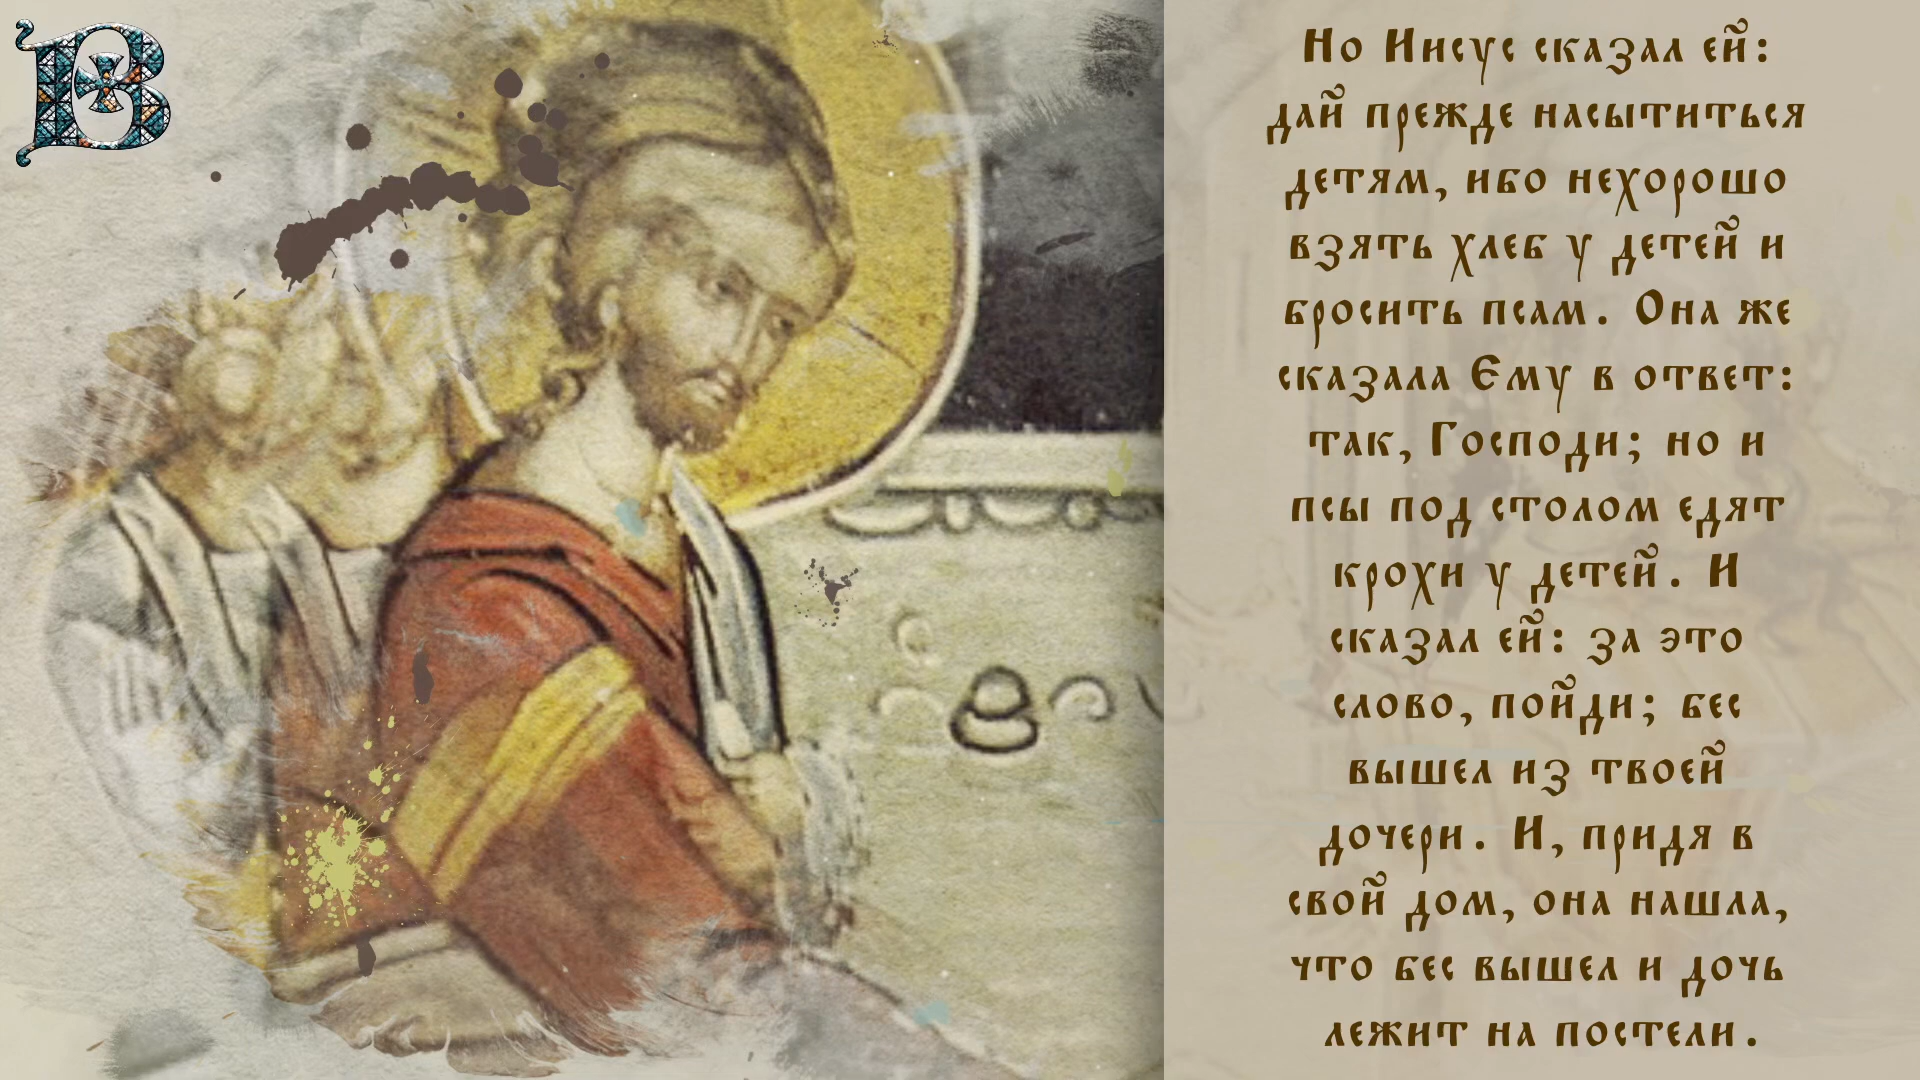 В
Но Иисус сказал ей:
дай прежде насытиться
детям, ибо нехорошо
взять хлеб у детей и
бросить псам. Она же
сказала Ему в ответ:
так, Господи; но и
псы под столом едят
крохи у детей. И
сказал ей: за это
слово, пойди; бес
вышел из твоей
дочери. И, придя в
свой дом, она нашла,
что бес вышел и дочь
лежит на постели.